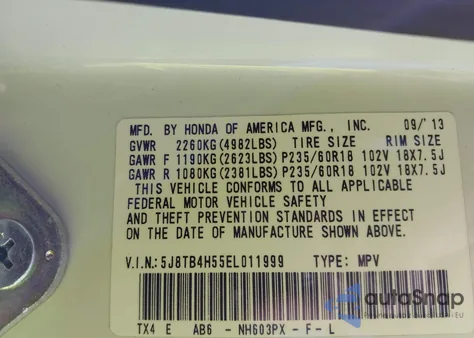 MFD. BY HONDA OF AMERICA MFG., INC. 09/'13
GVWR 2260KG(4982LBS) TIRE SIZE RIM SIZE
GAWR F 1190KG(2623LBS) P235/60R18 102V 18X7.5J
GAWR R 1080KG(2381LBS) P235/60R18 102V 18X7.5J
THIS VEHICLE CONFORMS TO ALL APPLICABLE
FEDERAL MOTOR VEHICLE SAFETY
AND THEFT PREVENTION STANDARDS IN EFFECT
ON THE DATE OF MANUFACTURE SHOWN ABOVE.
V.I.N.: 5J8TB4H55EL011999 TYPE: MPV
TX4 E AB6 - NH603PX - F - L
autoSnap